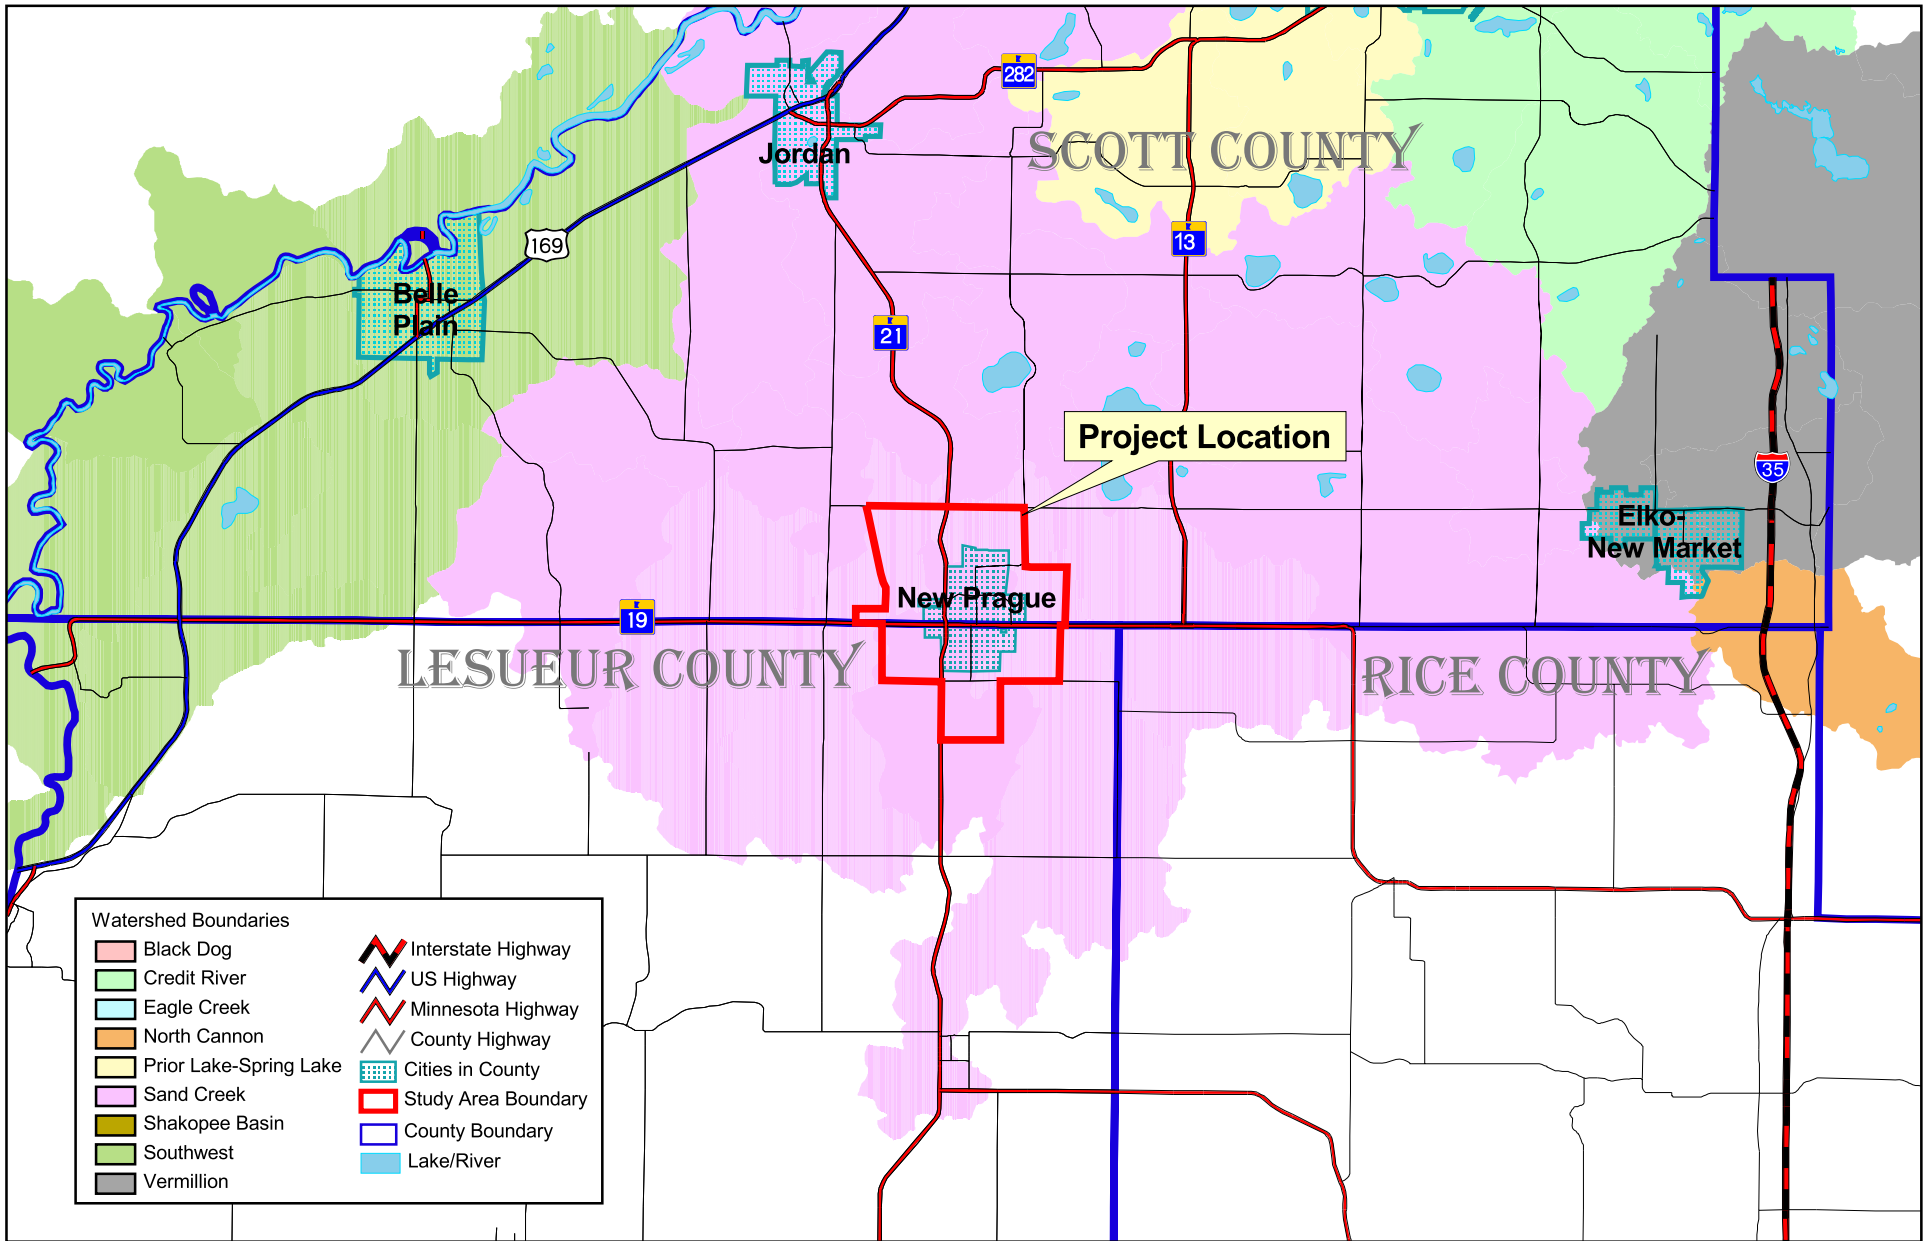 282
SCOTT COUNTY
Jordan
13
169
Belle
Plain
21
Project Location
35
Elko-
New Market
New Prague
19
LESUEUR COUNTY
RICE COUNTY
Watershed Boundaries
Black Dog
Credit River
Eagle Creek
North Cannon
Prior Lake-Spring Lake
Sand Creek
Shakopee Basin
Southwest
Vermillion
Interstate Highway
US Highway
Minnesota Highway
County Highway
Cities in County
Study Area Boundary
County Boundary
Lake/River